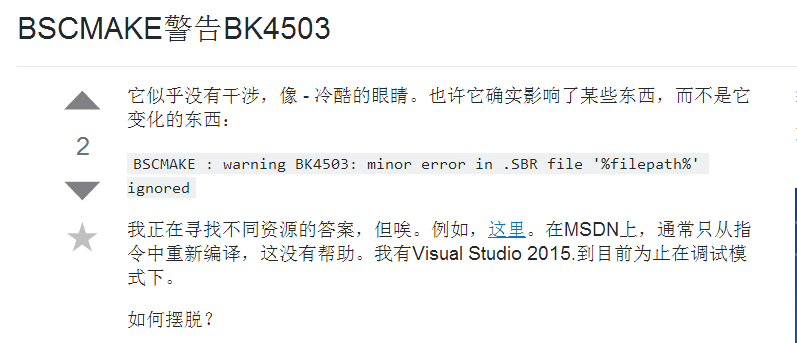 BSCMAKE警告BK4503
它似乎没有干涉，像 - 冷酷的眼睛。也许它确实影响了某些东西，而不是它
变化的东西：
2
BSCMAKE : warning BK4503: minor error in .SBR file '%filepath%'
ignored
我正在寻找不同资源的答案，但唉。例如，这里。在MSDN上，通常只从指
令中重新编译，这没有帮助。我有Visual Studio 2015.到目前为止在调试模
式下。
如何摆脱？